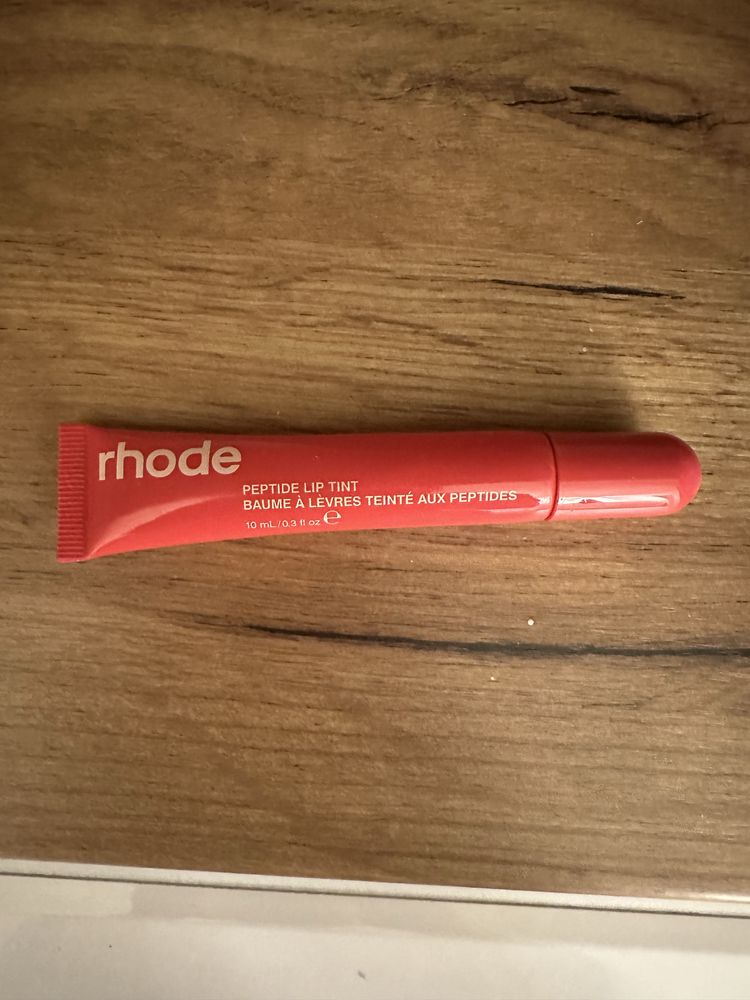 rhode
PEPTIDE LIP TINT
BAUME À LÈVRES TEINTÉ AUX PEPTIDES
10 mL / 0.3 fl oz ℮